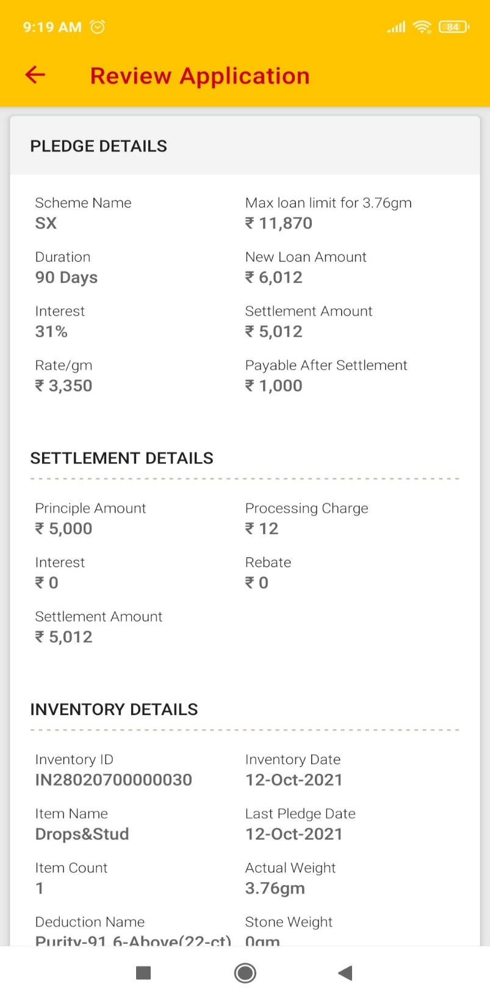 9:19 AM
84
Review Application
PLEDGE DETAILS
Scheme Name
SX
Max loan limit for 3.76gm
₹ 11,870
Duration
90 Days
New Loan Amount
₹ 6,012
Interest
31%
Settlement Amount
₹ 5,012
Rate/gm
₹ 3,350
Payable After Settlement
₹ 1,000
SETTLEMENT DETAILS
Principle Amount
₹ 5,000
Processing Charge
₹ 12
Interest
₹ 0
Rebate
₹ 0
Settlement Amount
₹ 5,012
INVENTORY DETAILS
Inventory ID
IN28020700000030
Inventory Date
12-Oct-2021
Item Name
Drops&Stud
Last Pledge Date
12-Oct-2021
Item Count
1
Actual Weight
3.76gm
Deduction Name
Purity-91.6-Above(22-ct)
Stone Weight
0gm